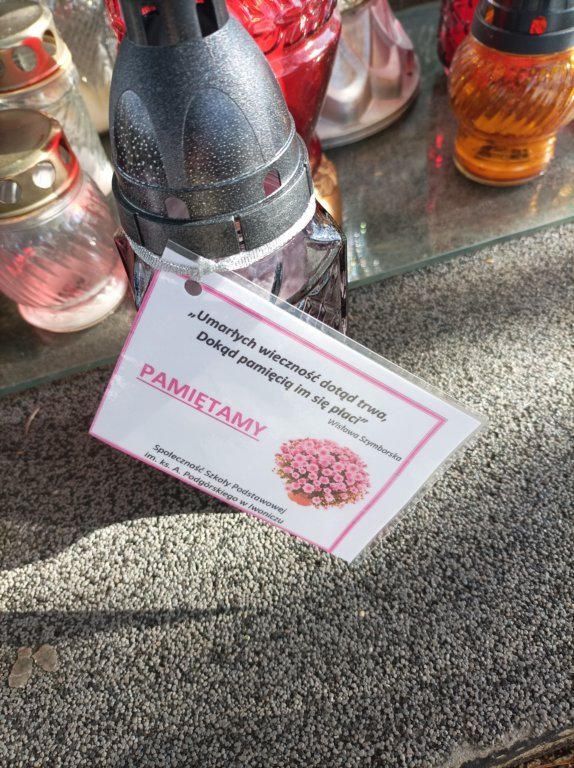 „Umarłych wieczność dotąd trwa,
Dokąd pamięcią im się płaci”
Wisława Szymborska
PAMIĘTAMY
Społeczność Szkoły Podstawowej
im. ks. A. Podgórskiego w Iwoniczu